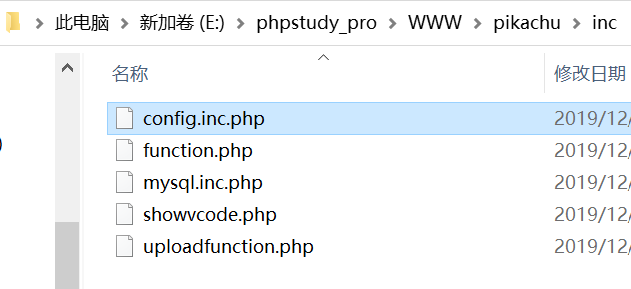 此电脑 > 新加卷 (E:) > phpstudy_pro > WWW > pikachu > inc
名称 修改日期
config.inc.php 2019/12/
function.php 2019/12/
mysql.inc.php 2019/12/
showvcode.php 2019/12/
uploadfunction.php 2019/12/